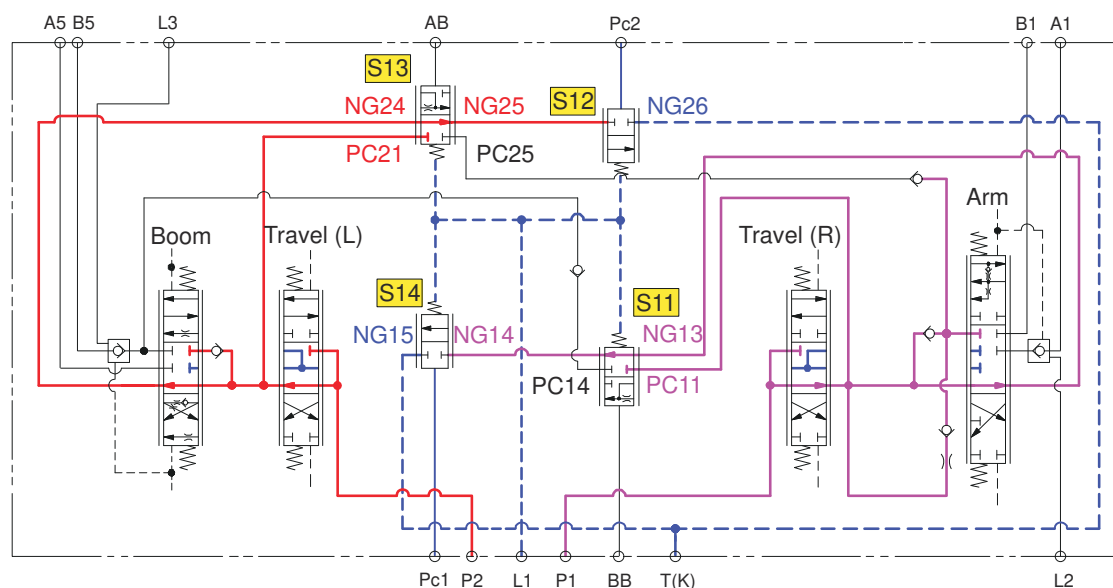 A5 B5 L3 AB Pc2 B1 A1
S13
NG24 NG25 S12 NG26
PC21 PC25
Boom Travel (L) Travel (R) Arm
S14 S11
NG15 NG14 NG13
PC14 PC11
Pc1 P2 L1 P1 BB T(K) L2